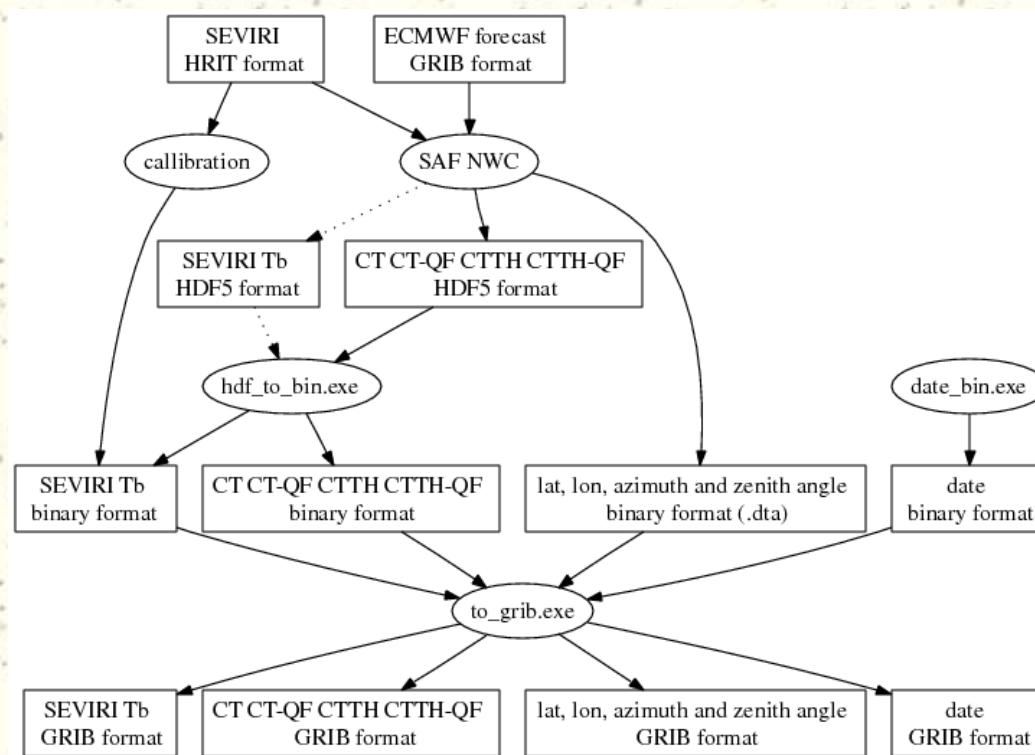 SEVIRI
HRIT format
ECMWF forecast
GRIB format
callibration
SAF NWC
SEVIRI Tb
HDF5 format
CT CT-QF CTTH CTTH-QF
HDF5 format
hdf_to_bin.exe
date_bin.exe
SEVIRI Tb
binary format
CT CT-QF CTTH CTTH-QF
binary format
lat, lon, azimuth and zenith angle
binary format (.dta)
date
binary format
to_grib.exe
SEVIRI Tb
GRIB format
CT CT-QF CTTH CTTH-QF
GRIB format
lat, lon, azimuth and zenith angle
GRIB format
date
GRIB format